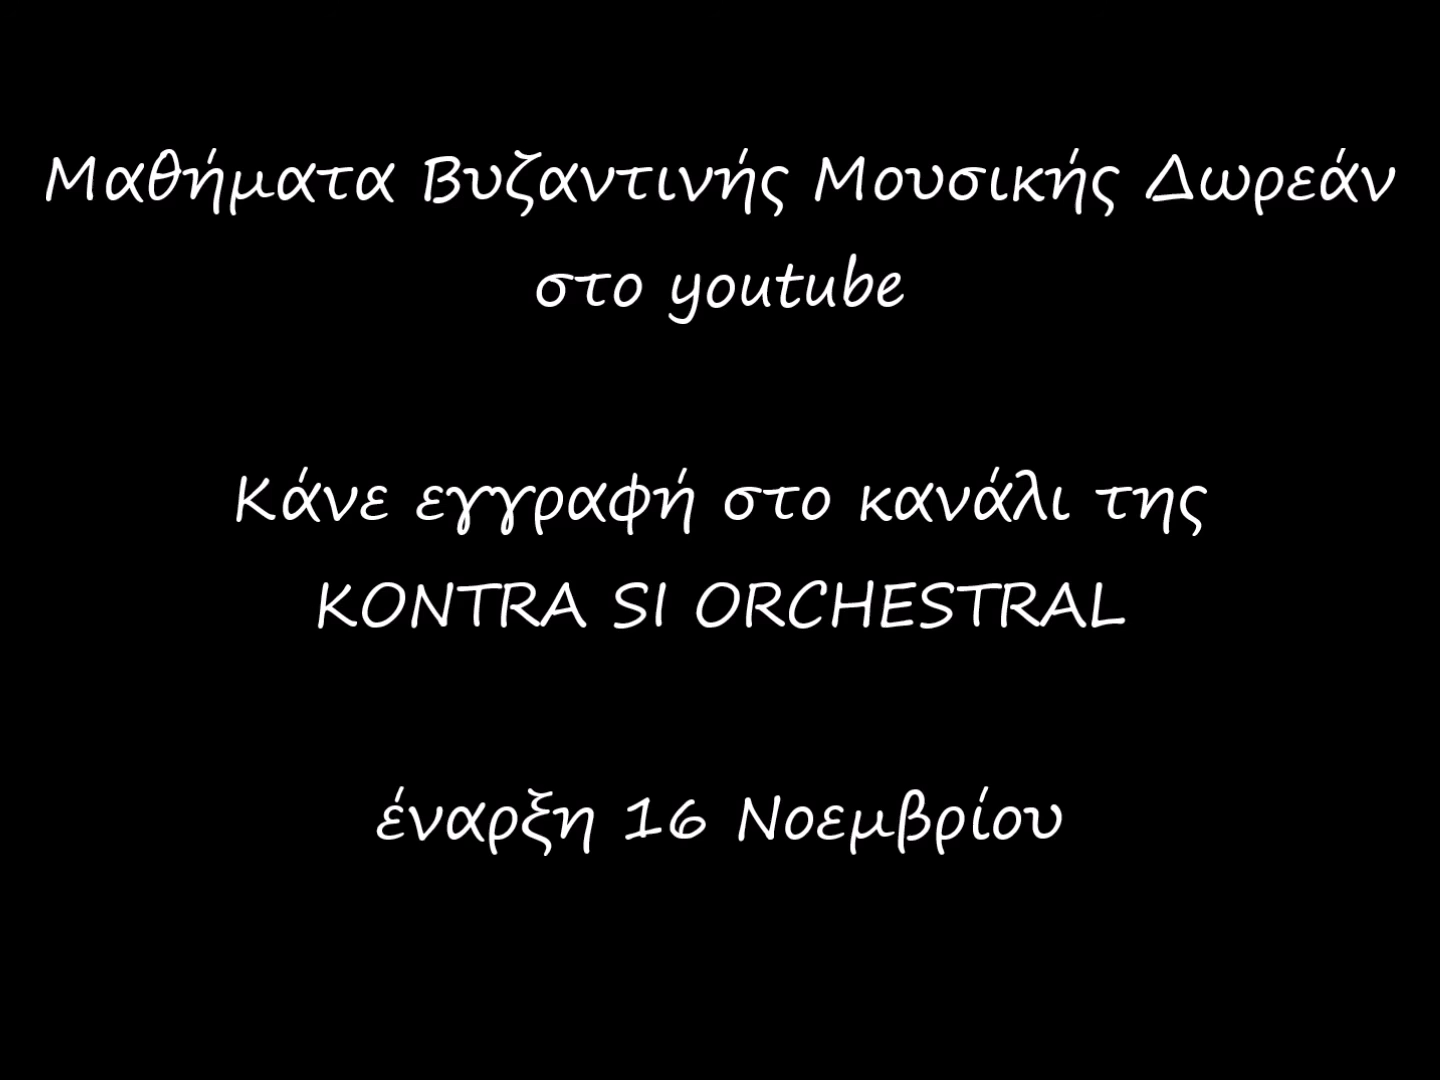 Μαθήματα Βυζαντινής Μουσικής Δωρεάν
στο youtube
Κάνε εγγραφή στο κανάλι της
KONTRA SI ORCHESTRAL
έναρξη 16 Νοεμβρίου